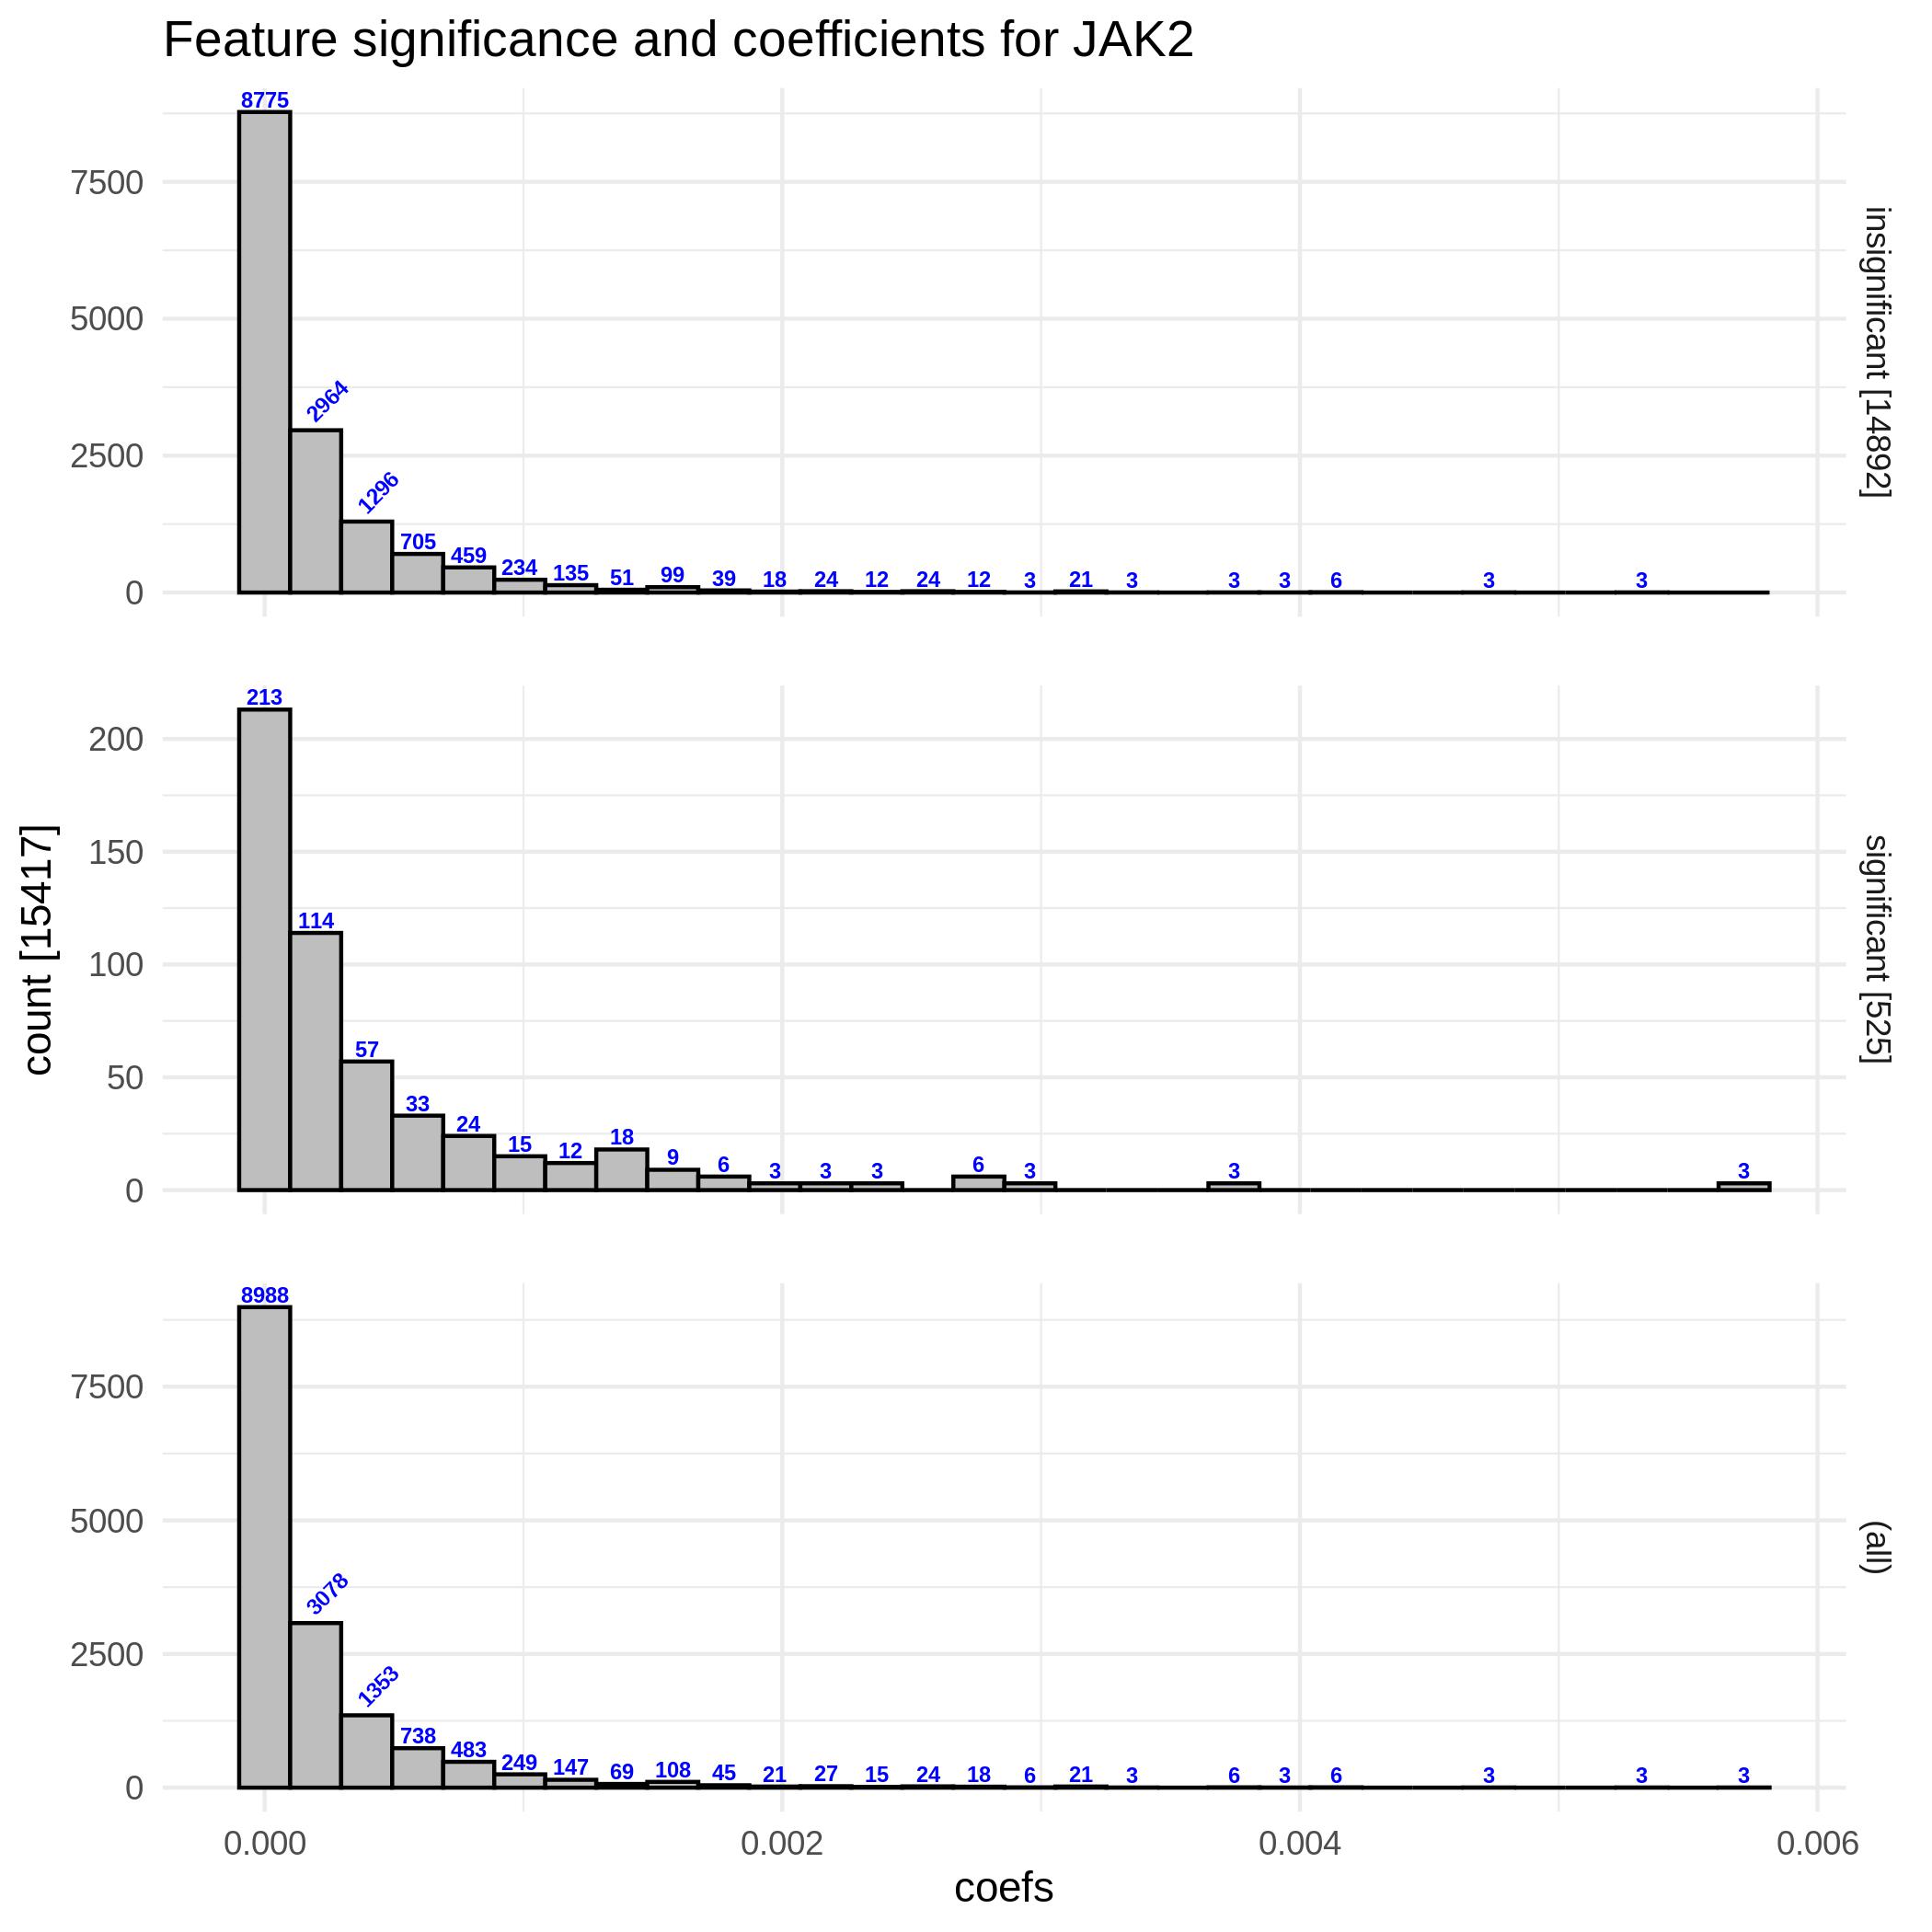 Feature significance and coefficients for JAK2
8775
2964
1296
705 459 234 135 51 99 39 18 24 12 24 12 3 21 3 3 3 6 3 3
7500
5000
2500
0
insignificant [14892]
213
114
57
33 24 15 12 18 9 6 3 3 3 6 3 3 3
200
150
100
50
0
significant [525]
count [15417]
8988
3078
1353
738 483 249 147 69 108 45 21 27 15 24 18 6 21 3 6 3 6 3 3 3
7500
5000
2500
0
(all)
0.000 0.002 0.004 0.006
coefs